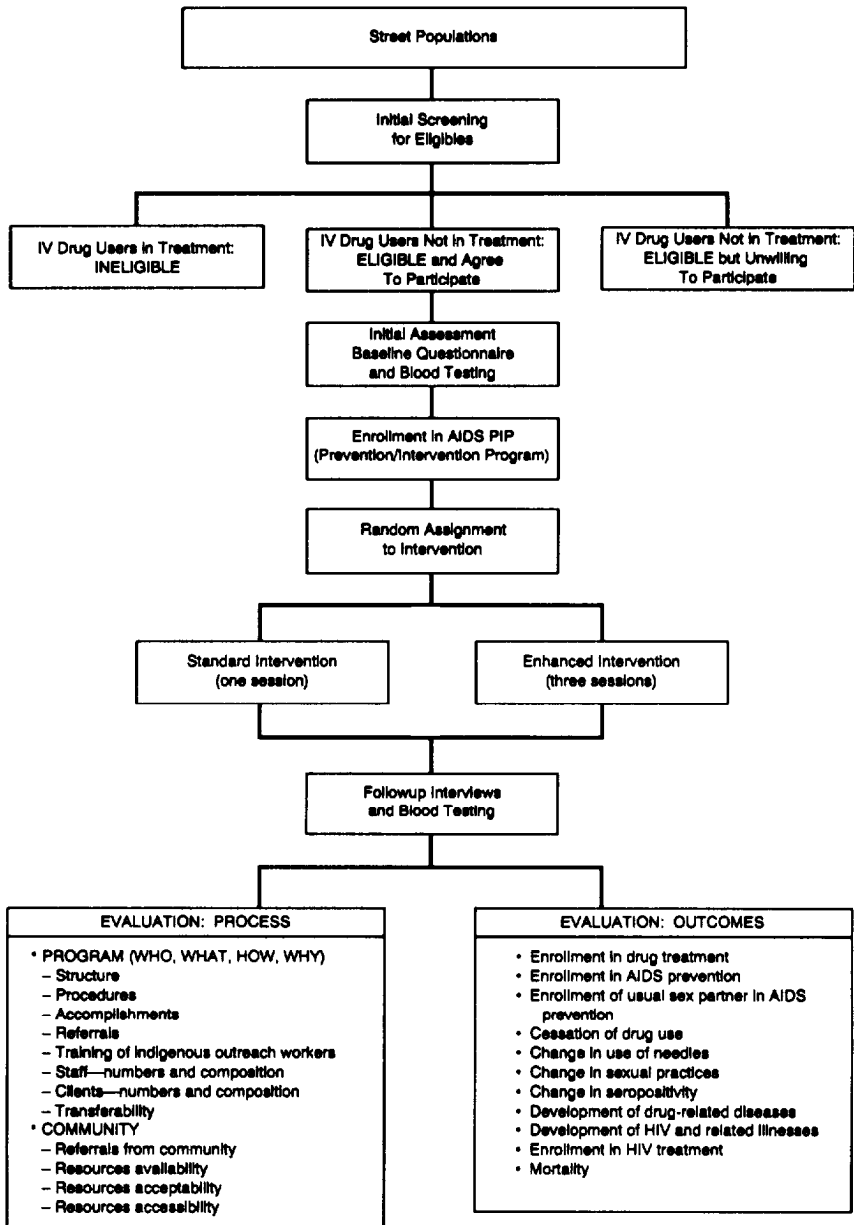 Street Populations
Initial Screening
for Eligibles
IV Drug Users in Treatment:
INELIGIBLE
IV Drug Users Not in Treatment:
ELIGIBLE and Agree
To Participate
IV Drug Users Not in Treatment:
ELIGIBLE but Unwilling
To Participate
Initial Assessment
Baseline Questionnaire
and Blood Testing
Enrollment in AIDS PIP
(Prevention/Intervention Program)
Random Assignment
to Intervention
Standard Intervention
(one session)
Enhanced Intervention
(three sessions)
Followup Interviews
and Blood Testing
EVALUATION: PROCESS
• PROGRAM (WHO, WHAT, HOW, WHY)
– Structure
– Procedures
– Accomplishments
– Referrals
– Training of indigenous outreach workers
– Staff—numbers and composition
– Clients—numbers and composition
– Transferability
• COMMUNITY
– Referrals from community
– Resources availability
– Resources acceptability
– Resources accessibility
EVALUATION: OUTCOMES
• Enrollment in drug treatment
• Enrollment in AIDS prevention
• Enrollment of usual sex partner in AIDS
prevention
• Cessation of drug use
• Change in use of needles
• Change in sexual practices
• Change in seropositivity
• Development of drug-related diseases
• Development of HIV and related illnesses
• Enrollment in HIV treatment
• Mortality